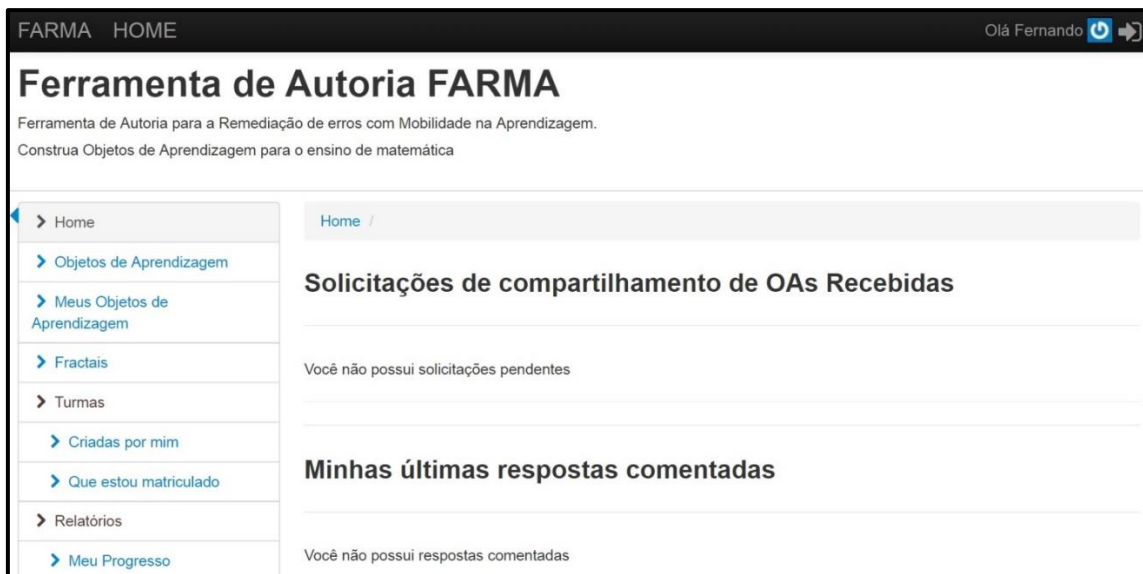 FARMA HOME
Olá Fernando
Ferramenta de Autoria FARMA
Ferramenta de Autoria para a Remediação de erros com Mobilidade na Aprendizagem.
Construa Objetos de Aprendizagem para o ensino de matemática
Home
Objetos de Aprendizagem
Meus Objetos de
Aprendizagem
Fractais
Turmas
Criadas por mim
Que estou matriculado
Relatórios
Meu Progresso
Home /
Solicitações de compartilhamento de OAs Recebidas
Você não possui solicitações pendentes
Minhas últimas respostas comentadas
Você não possui respostas comentadas